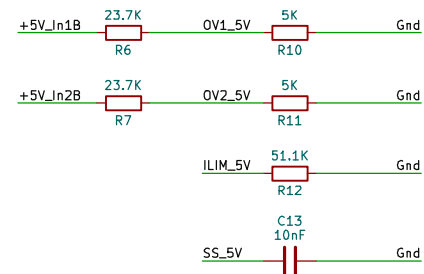 23.7K 5K
+5V_In1B OV1_5V Gnd
R6 R10
23.7K 5K
+5V_In2B OV2_5V Gnd
R7 R11
51.1K
ILIM_5V Gnd
R12
C13
10nF
SS_5V Gnd